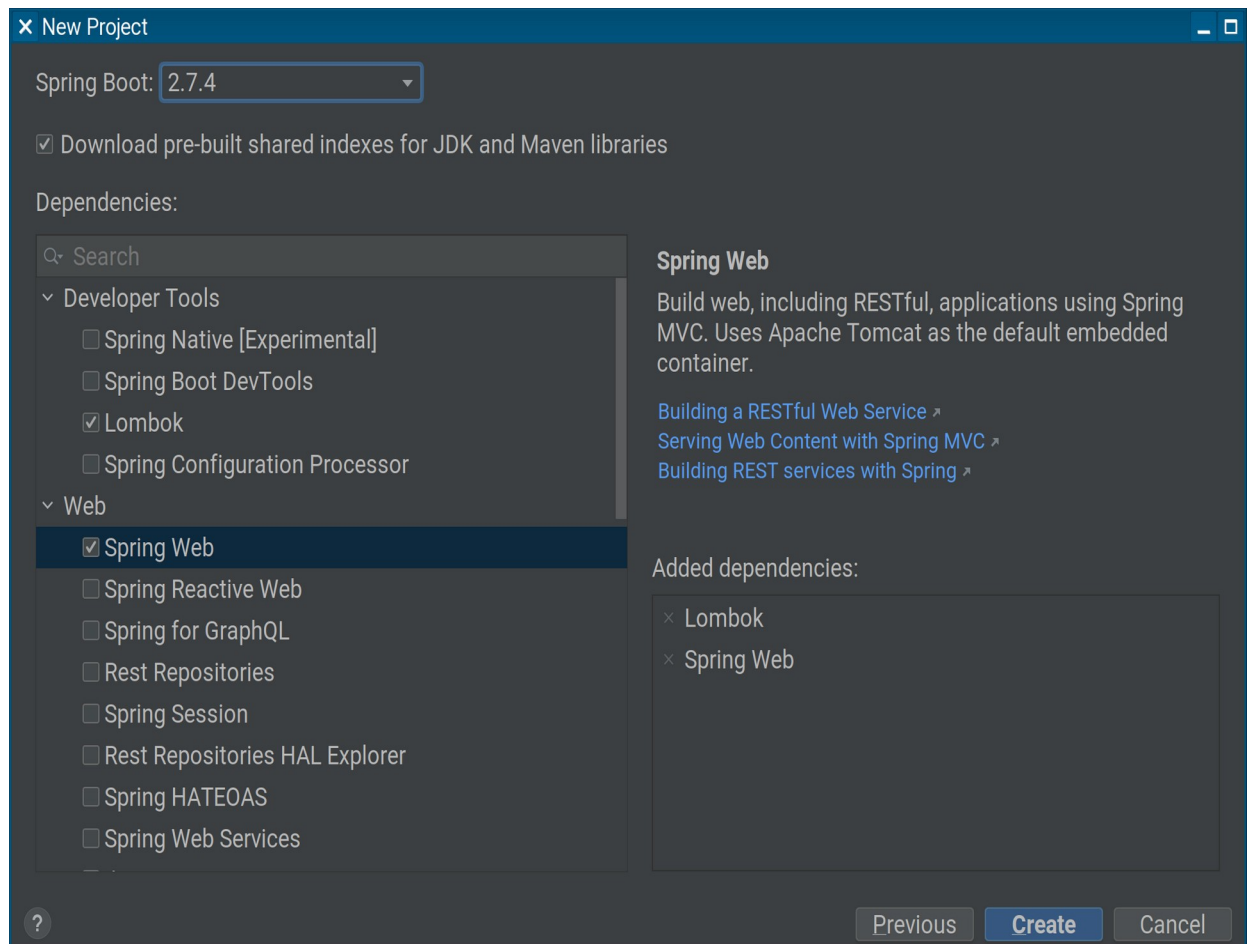 New Project
Spring Boot: 2.7.4
Download pre-built shared indexes for JDK and Maven libraries
Dependencies:
Search
Developer Tools
Spring Native [Experimental]
Spring Boot DevTools
Lombok
Spring Configuration Processor
Web
Spring Web
Spring Reactive Web
Spring for GraphQL
Rest Repositories
Spring Session
Rest Repositories HAL Explorer
Spring HATEOAS
Spring Web Services
Spring Web
Build web, including RESTful, applications using Spring
MVC. Uses Apache Tomcat as the default embedded
container.
Building a RESTful Web Service
Serving Web Content with Spring MVC
Building REST services with Spring
Added dependencies:
Lombok
Spring Web
?
Previous
Create
Cancel